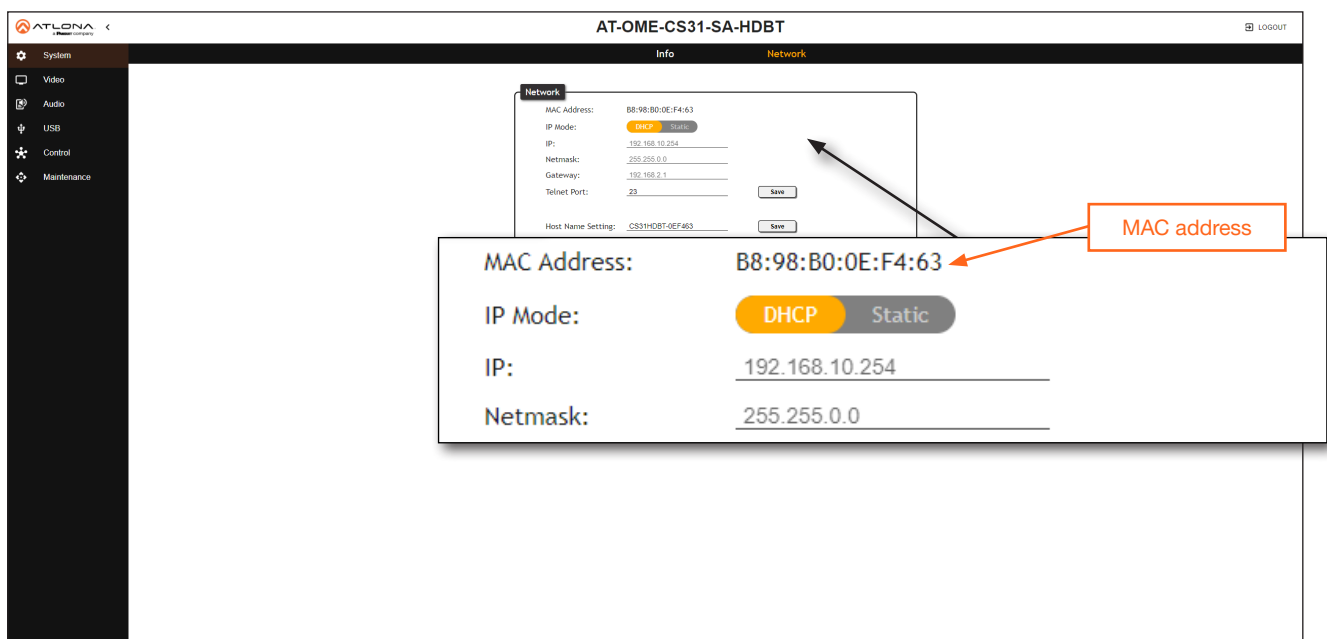 ATLONA
a Panduit company
<
AT-OME-CS31-SA-HDBT
LOGOUT
System
Video
Audio
USB
Control
Maintenance
Info Network
Network
MAC Address: B8:98:B0:0E:F4:63
IP Mode: DHCP Static
IP: 192.168.10.254
Netmask: 255.255.0.0
Gateway: 192.168.2.1
Telnet Port: 23 Save
Host Name Setting: CS31HDBT-0EF463 Save
MAC address
MAC Address: B8:98:B0:0E:F4:63
IP Mode: DHCP Static
IP: 192.168.10.254
Netmask: 255.255.0.0